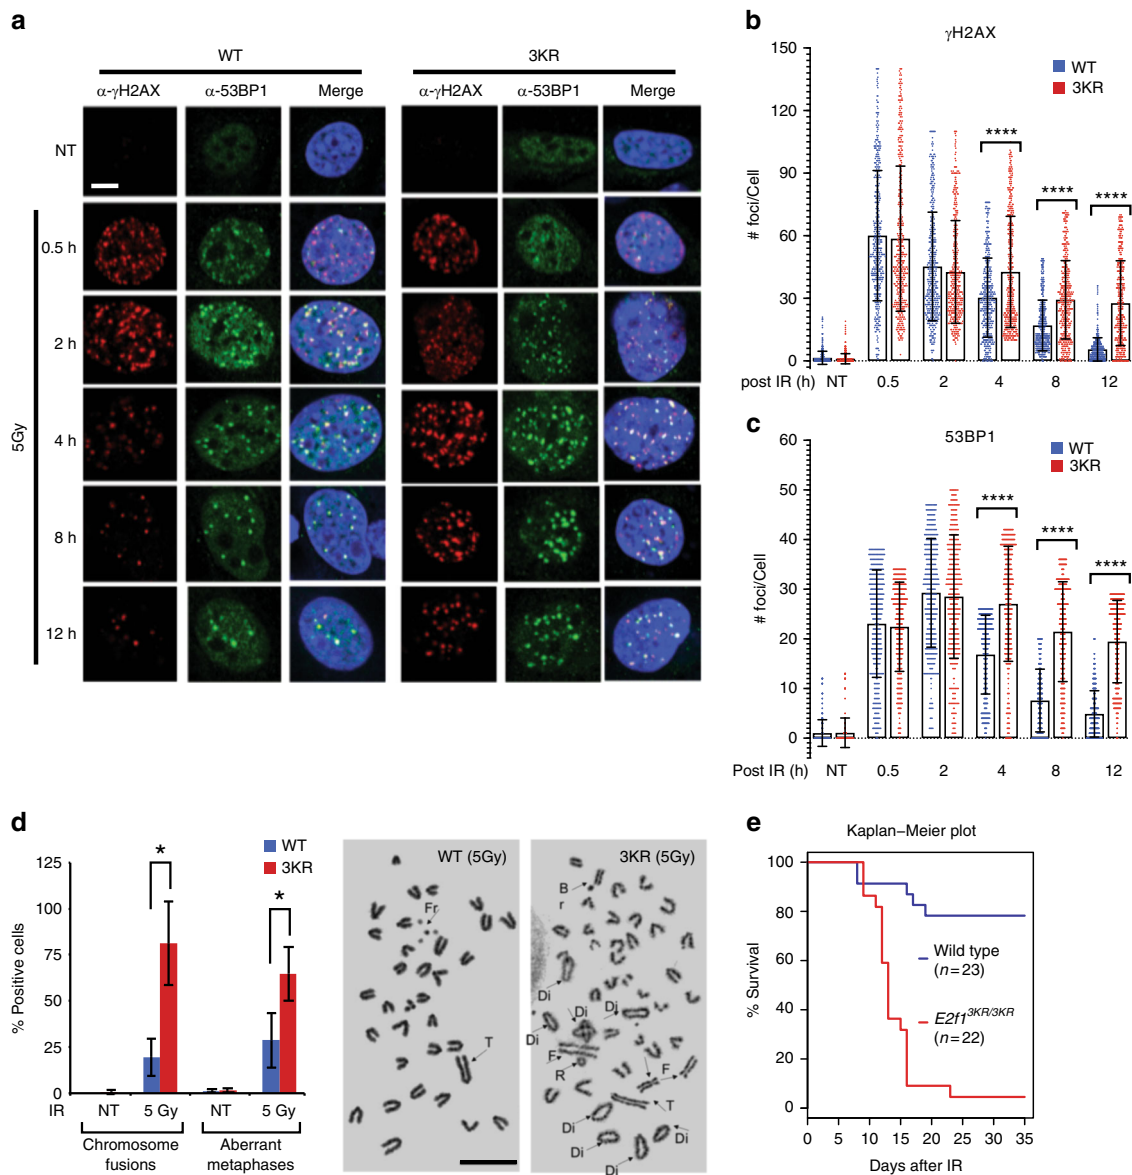 a
WT
3KR
α-γH2AX α-53BP1 Merge α-γH2AX α-53BP1 Merge
NT
0.5 h
2 h
4 h
8 h
12 h
5Gy
b
γH2AX
WT
3KR
# foci/Cell
150
120
90
60
30
0
**** **** ****
post IR (h) NT 0.5 2 4 8 12
c
53BP1
WT
3KR
# foci/Cell
60
50
40
30
20
10
0
**** **** ****
Post IR (h) NT 0.5 2 4 8 12
d
WT
3KR
% Positive cells
125
100
75
50
25
0
* *
IR NT 5 Gy NT 5 Gy
Chromosome fusions
Aberrant metaphases
WT (5Gy)
Fr
T
3KR (5Gy)
B
r
Di
Di
Di
Di
F
R
F
T
Di
Di
Di
Di
e
Kaplan–Meier plot
% Survival
100
80
60
40
20
0
Wild type
(n=23)
E2f1 3KR/3KR
(n=22)
0 5 10 15 20 25 30 35
Days after IR